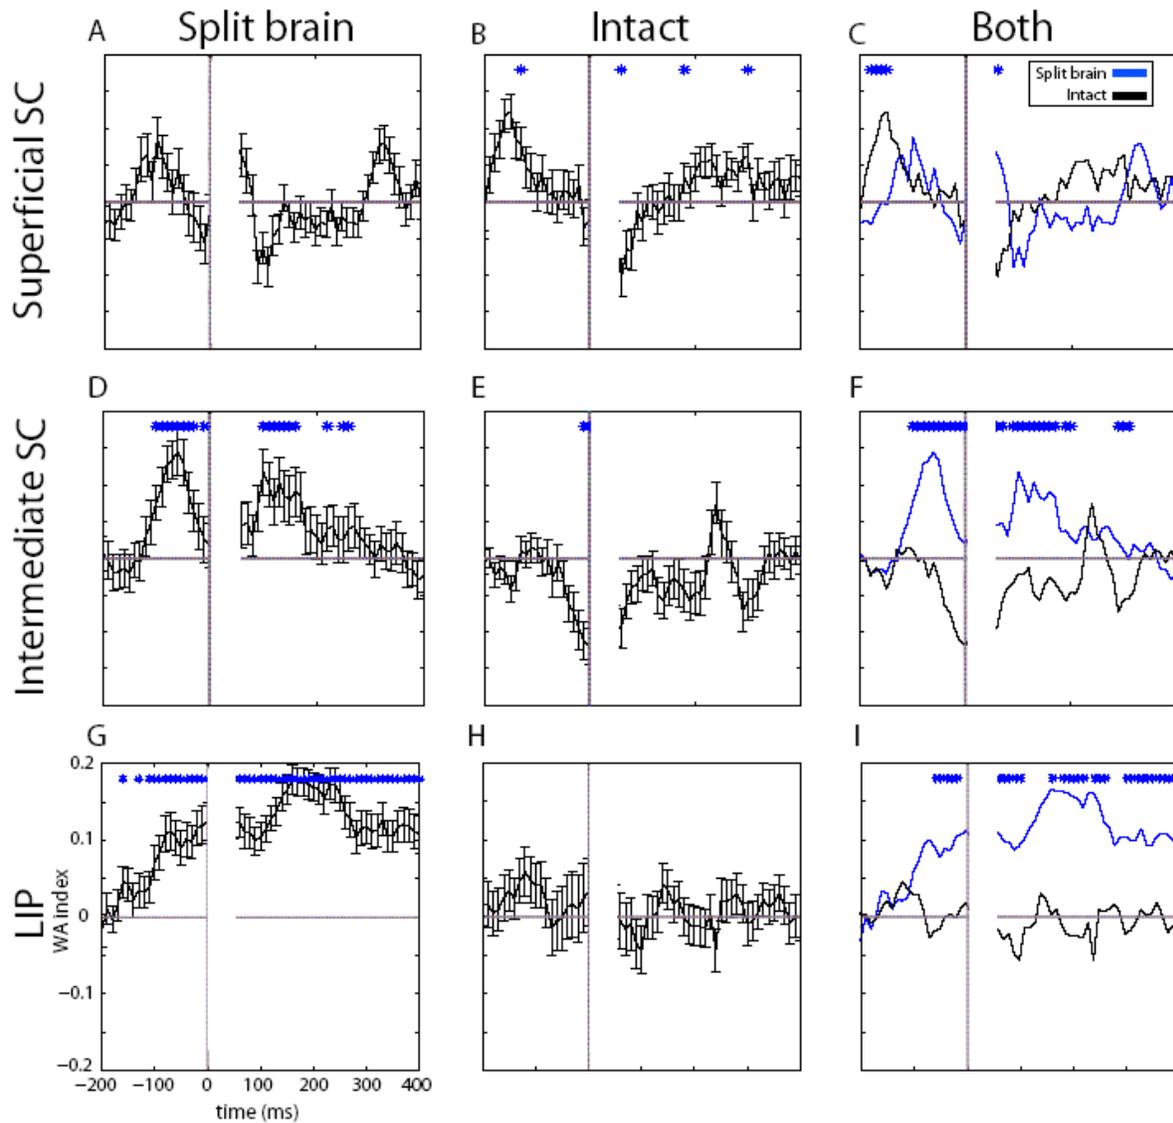 A
Split brain
B
Intact
C
Both
Superficial SC
Split brain
Intact
D
E
F
Intermediate SC
G
H
I
LIP
WA index
0.2
0.1
0
−0.1
−0.2
−200 −100 0 100 200 300 400
time (ms)